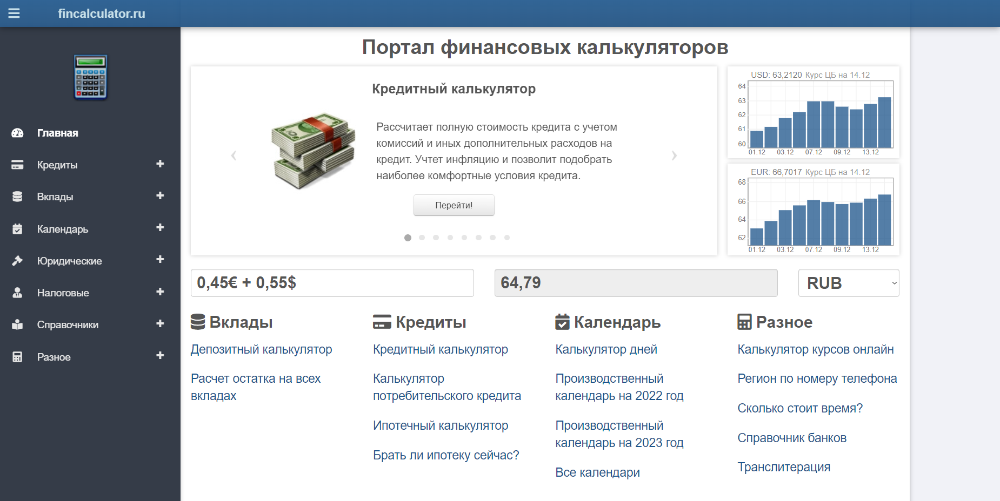 fincalculator.ru
Главная
Кредиты
Вклады
Календарь
Юридические
Налоговые
Справочники
Разное
Портал финансовых калькуляторов
Кредитный калькулятор
Рассчитает полную стоимость кредита с учетом
комиссий и иных дополнительных расходов на
кредит. Учтет инфляцию и позволит подобрать
наиболее комфортные условия кредита.
Перейти!
USD: 63,2120 Курс ЦБ на 14.12
64
63
62
61
60
01.12 03.12 07.12 09.12 13.12
EUR: 66,7017 Курс ЦБ на 14.12
68
66
64
62
01.12 03.12 07.12 09.12 13.12
0,45€ + 0,55$
64,79
RUB
Вклады
Депозитный калькулятор
Расчет остатка на всех
вкладах
Кредиты
Кредитный калькулятор
Калькулятор
потребительского кредита
Ипотечный калькулятор
Брать ли ипотеку сейчас?
Календарь
Калькулятор дней
Производственный
календарь на 2022 год
Производственный
календарь на 2023 год
Все календари
Разное
Калькулятор курсов онлайн
Регион по номеру телефона
Сколько стоит время?
Справочник банков
Транслитерация